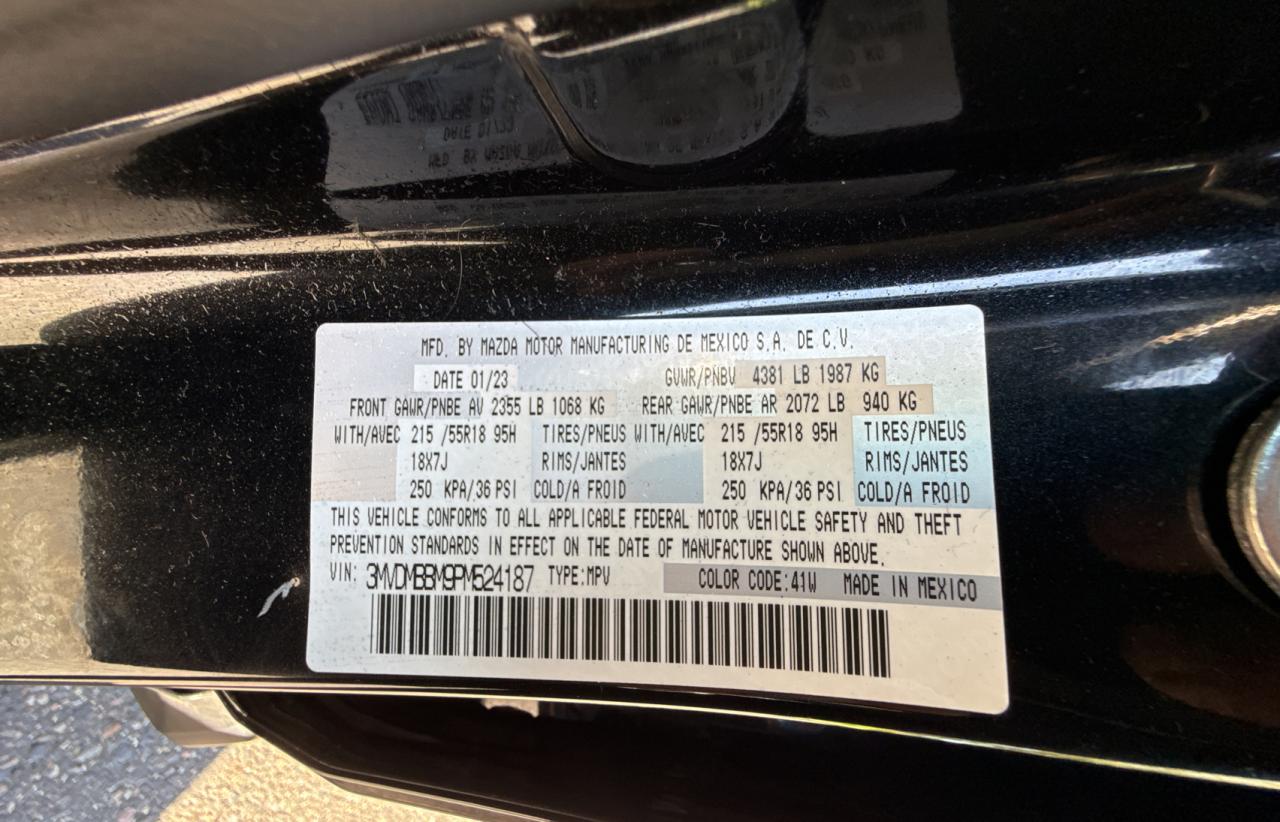 MFD. BY MAZDA MOTOR MANUFACTURING DE MEXICO S.A. DE C.V.
DATE 01/23 GVWR/PNBV 4381 LB 1987 KG
FRONT GAWR/PNBE AV 2355 LB 1068 KG REAR GAWR/PNBE AR 2072 LB 940 KG
WITH/AVEC 215 /55R18 95H TIRES/PNEUS WITH/AVEC 215 /55R18 95H TIRES/PNEUS
18X7J RIMS/JANTES 18X7J RIMS/JANTES
250 KPA/36 PSI COLD/A FROID 250 KPA/36 PSI COLD/A FROID
THIS VEHICLE CONFORMS TO ALL APPLICABLE FEDERAL MOTOR VEHICLE SAFETY AND THEFT
PREVENTION STANDARDS IN EFFECT ON THE DATE OF MANUFACTURE SHOWN ABOVE.
VIN: 3MVDMBBM9PM524187 TYPE:MPV COLOR CODE:41W MADE IN MEXICO